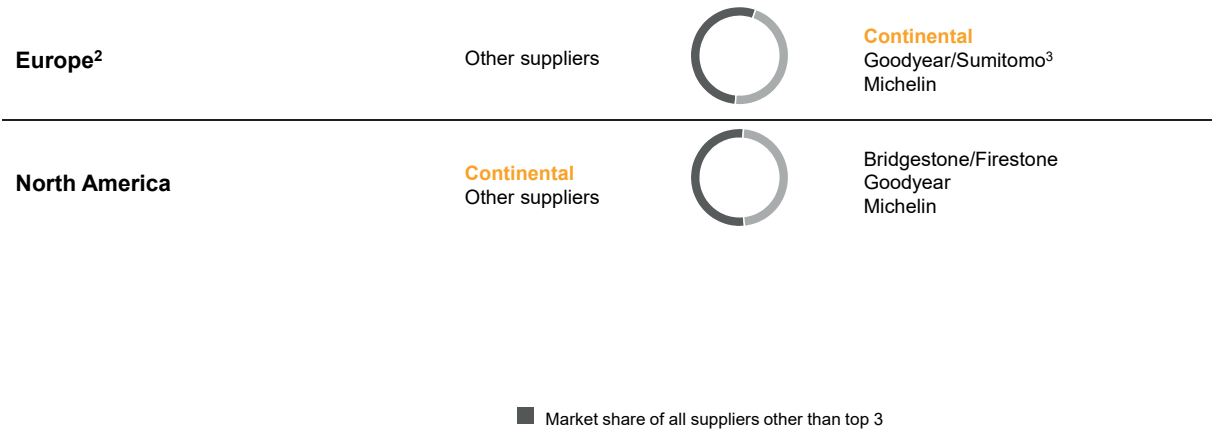 Europe²
Other suppliers
Continental
Goodyear/Sumitomo³
Michelin
North America
Continental
Other suppliers
Bridgestone/Firestone
Goodyear
Michelin
Market share of all suppliers other than top 3